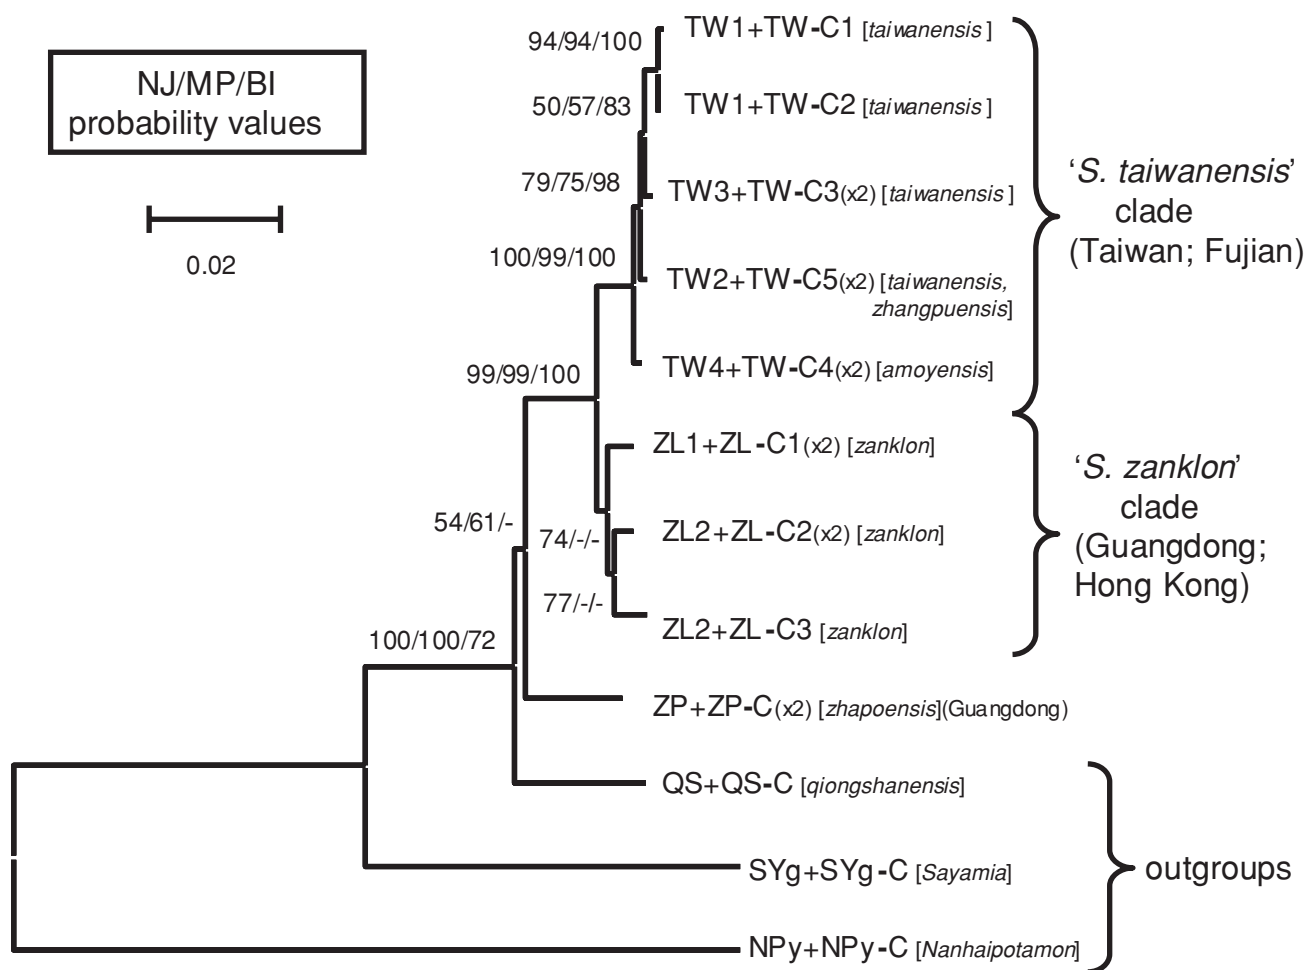 NJ/MP/BI
probability values
0.02
94/94/100
50/57/83
79/75/98
100/99/100
99/99/100
54/61/-
74/-/-
77/-/-
100/100/72
TW1+TW-C1 [taiwanensis]
TW1+TW-C2 [taiwanensis]
TW3+TW-C3(x2) [taiwanensis]
TW2+TW-C5(x2) [taiwanensis,
zhangpuensis]
TW4+TW-C4(x2) [amoyensis]
ZL1+ZL-C1(x2) [zanklon]
ZL2+ZL-C2(x2) [zanklon]
ZL2+ZL-C3 [zanklon]
ZP+ZP-C(x2) [zhapoensis](Guangdong)
QS+QS-C [qiongshanensis]
SYg+SYg-C [Sayamia]
NPy+NPy-C [Nanhaipotamon]
‘S. taiwanensis’
clade
(Taiwan; Fujian)
‘S. zanklon’
clade
(Guangdong;
Hong Kong)
outgroups